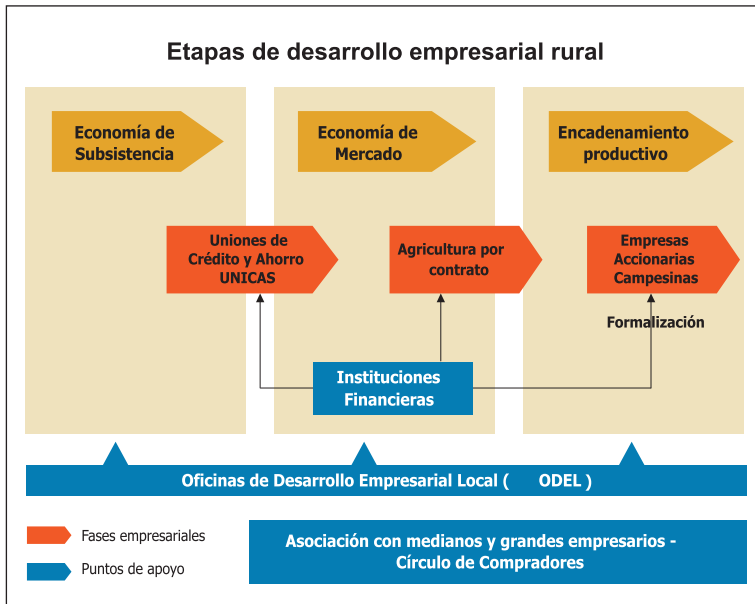 Etapas de desarrollo empresarial rural
Economía de
Subsistencia
Economía de
Mercado
Encadenamiento
productivo
Uniones de
Crédito y Ahorro
UNICAS
Agricultura por
contrato
Empresas
Accionarias
Campesinas
Formalización
Instituciones
Financieras
Oficinas de Desarrollo Empresarial Local ( ODEL )
Fases empresariales
Puntos de apoyo
Asociación con medianos y grandes empresarios -
Círculo de Compradores